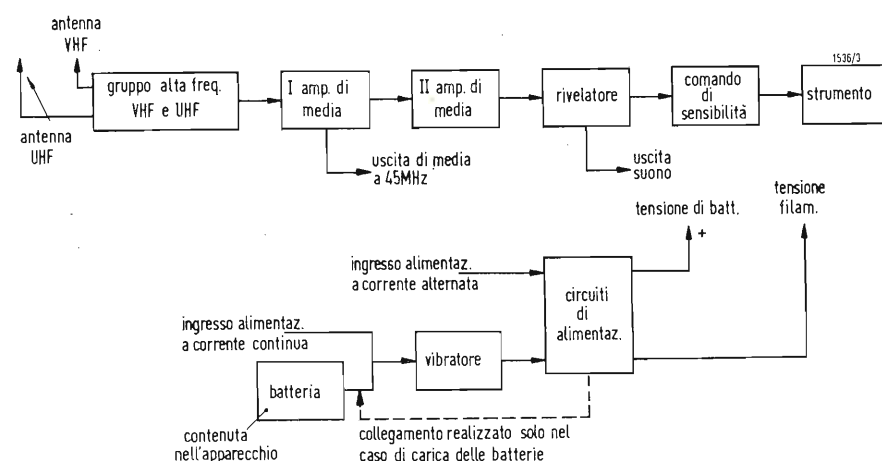 antenna
VHF
antenna
UHF
gruppo alta freq.
VHF e UHF
I amp. di
media
uscita di media
a 45MHz
II amp. di
media
rivelatore
uscita
suono
comando
di
sensibilità
1536/3
strumento
tensione di batt.
+
tensione
filam.
ingresso alimentaz.
a corrente alternata
circuiti
di
alimentaz.
ingresso alimentaz.
a corrente continua
vibratore
batteria
contenuta
nell'apparecchio
collegamento realizzato solo nel
caso di carica delle batterie